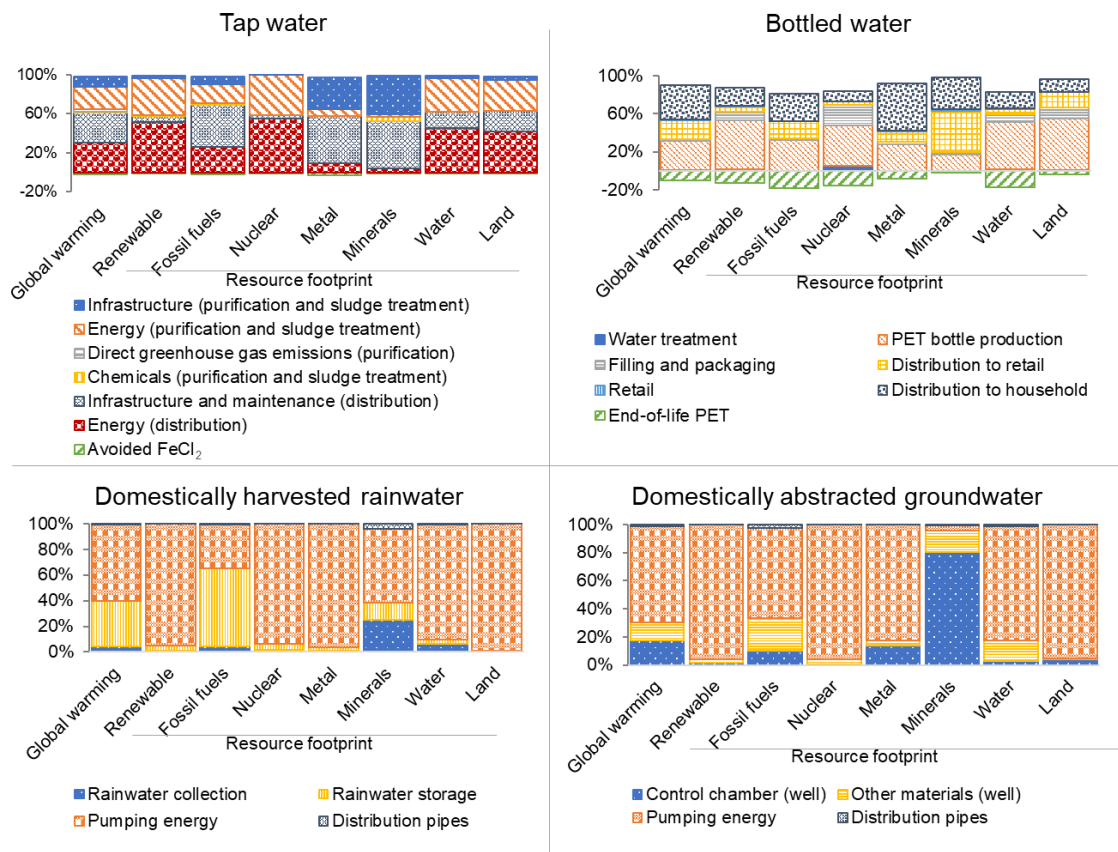 Tap water
100%
60%
20%
-20%
Global warming
Renewable
Fossil fuels
Nuclear
Metal
Minerals
Water
Land
Resource footprint
Infrastructure (purification and sludge treatment)
Energy (purification and sludge treatment)
Direct greenhouse gas emissions (purification)
Chemicals (purification and sludge treatment)
Infrastructure and maintenance (distribution)
Energy (distribution)
Avoided FeCl₂
Bottled water
100%
60%
20%
-20%
Global warming
Renewable
Fossil fuels
Nuclear
Metal
Minerals
Water
Land
Resource footprint
Water treatment
PET bottle production
Filling and packaging
Distribution to retail
Retail
Distribution to household
End-of-life PET
Domestically harvested rainwater
100%
80%
60%
40%
20%
0%
Global warming
Renewable
Fossil fuels
Nuclear
Metal
Minerals
Water
Land
Resource footprint
Rainwater collection
Rainwater storage
Pumping energy
Distribution pipes
Domestically abstracted groundwater
100%
80%
60%
40%
20%
0%
Global warming
Renewable
Fossil fuels
Nuclear
Metal
Minerals
Water
Land
Resource footprint
Control chamber (well)
Other materials (well)
Pumping energy
Distribution pipes